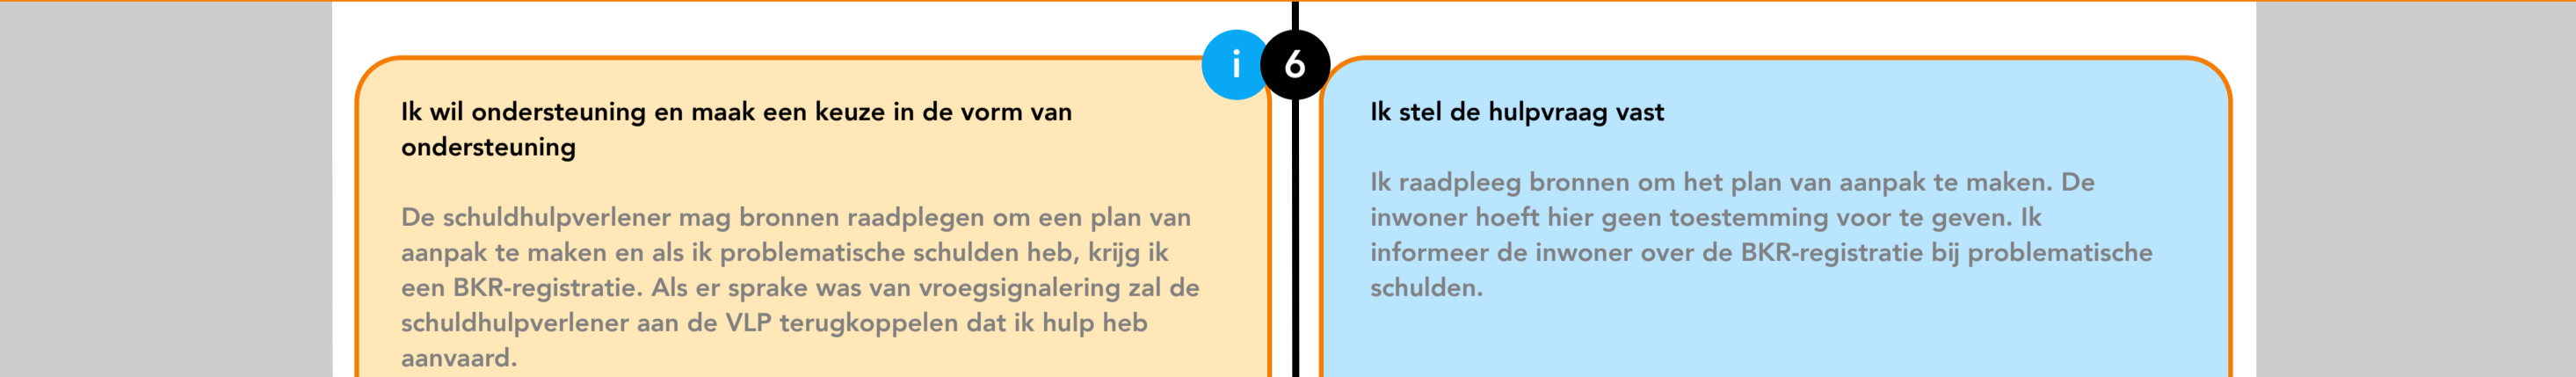 i
6
Ik wil ondersteuning en maak een keuze in de vorm van
ondersteuning
De schuldhulpverlener mag bronnen raadplegen om een plan van
aanpak te maken en als ik problematische schulden heb, krijg ik
een BKR-registratie. Als er sprake was van vroegsignalering zal de
schuldhulpverlener aan de VLP terugkoppelen dat ik hulp heb
aanvaard.
Ik stel de hulpvraag vast
Ik raadpleeg bronnen om het plan van aanpak te maken. De
inwoner hoeft hier geen toestemming voor te geven. Ik
informeer de inwoner over de BKR-registratie bij problematische
schulden.